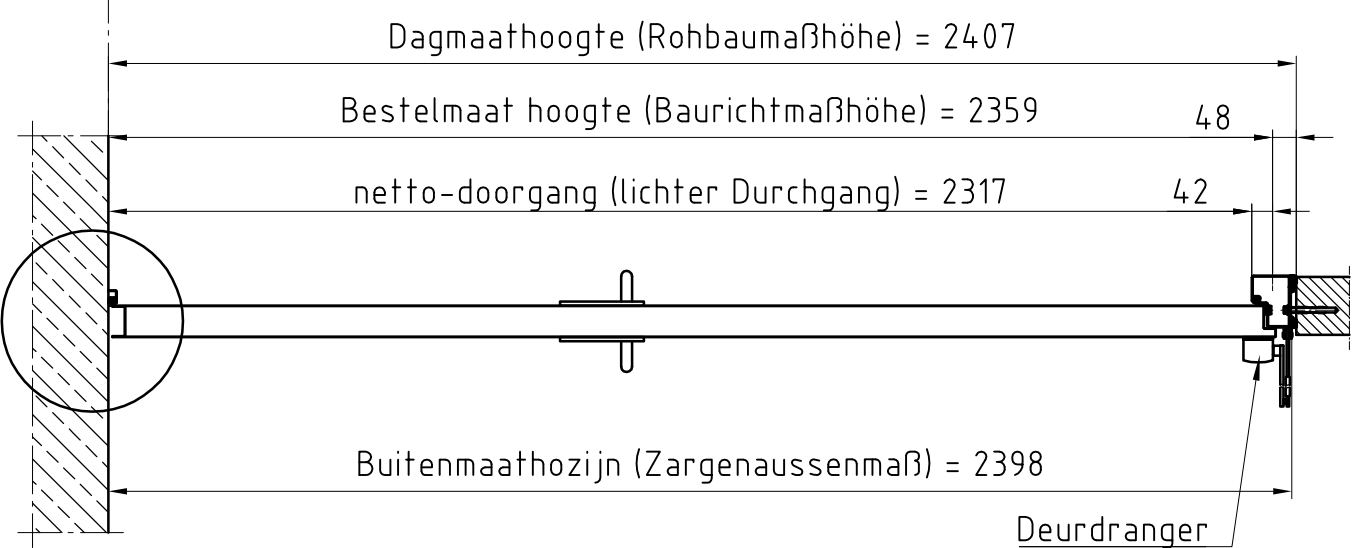 Dagmaathoogte (Rohbaumaßhöhe) = 2407
Bestelmaat hoogte (Baurichtmaßhöhe) = 2359
48
netto-doorgang (lichter Durchgang) = 2317
42
Buitenmaathozijn (Zargenaussenmaß) = 2398
Deurdranger